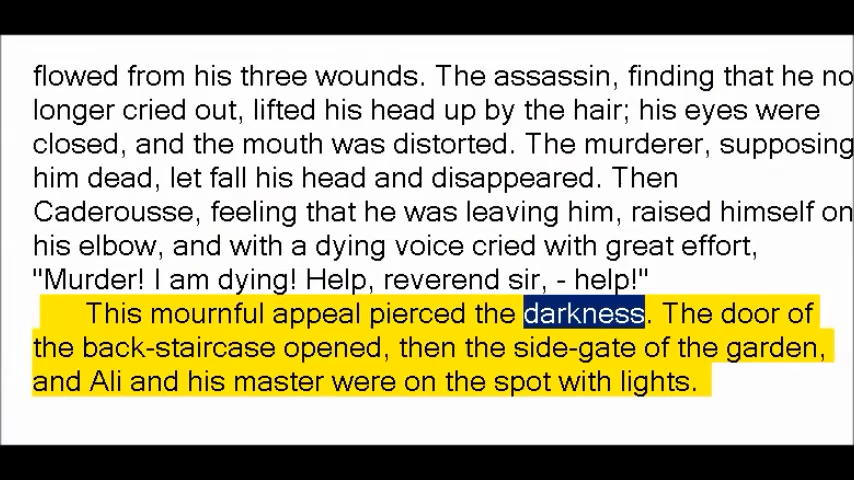 flowed from his three wounds. The assassin, finding that he no
longer cried out, lifted his head up by the hair; his eyes were
closed, and the mouth was distorted. The murderer, supposing
him dead, let fall his head and disappeared. Then
Caderousse, feeling that he was leaving him, raised himself on
his elbow, and with a dying voice cried with great effort,
"Murder! I am dying! Help, reverend sir, - help!"
This mournful appeal pierced the darkness. The door of
the back-staircase opened, then the side-gate of the garden,
and Ali and his master were on the spot with lights.